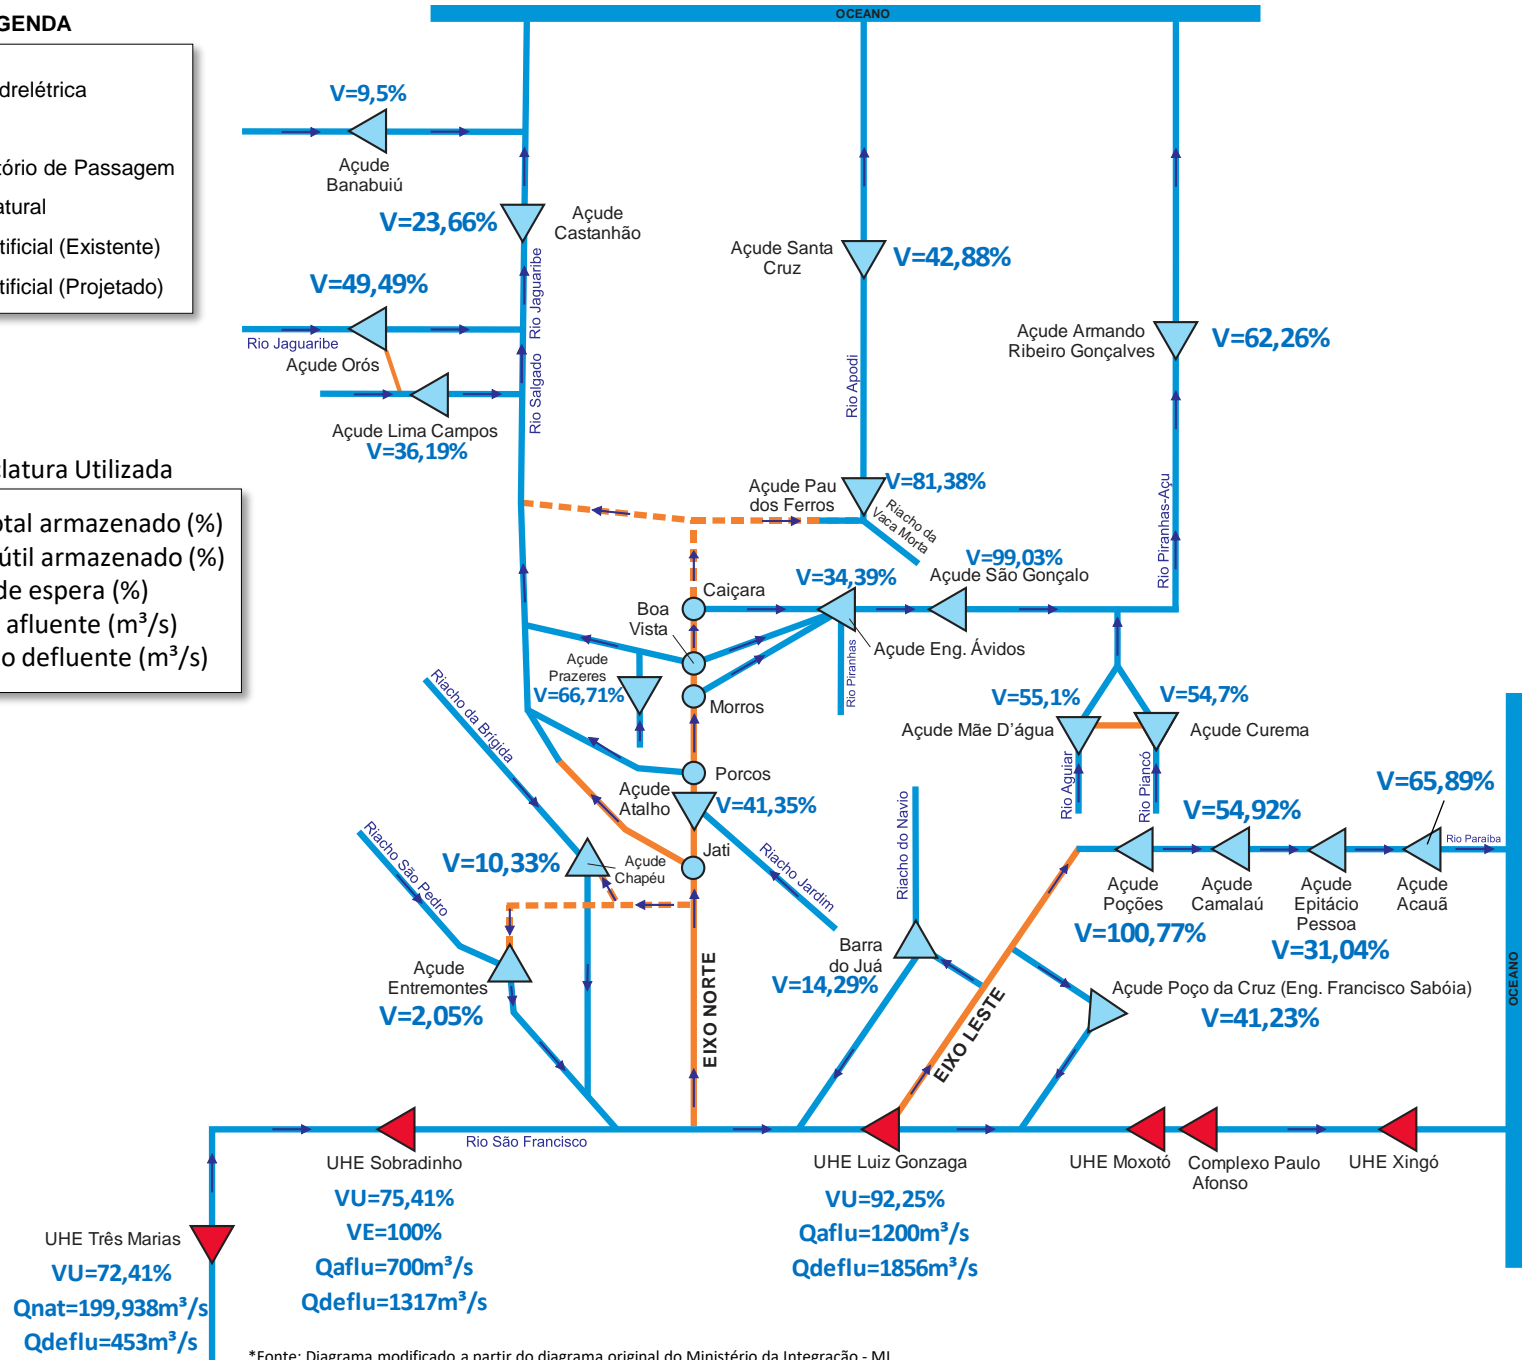 OCEANO
GENDA
drelétrica
tório de Passagem
atural
tificial (Existente)
tificial (Projetado)
V=9,5%
Açude
Banabuiú
V=23,66%
Açude
Castanhão
V=49,49%
Rio Jaguaribe
Açude Orós
Rio Jaguaribe
Rio Salgado
Açude Lima Campos
V=36,19%
Açude Santa
Cruz
V=42,88%
Rio Apodi
Açude Armando
Ribeiro Gonçalves
V=62,26%
Rio Piranhas-Açu
clatura Utilizada
otal armazenado (%)
útil armazenado (%)
de espera (%)
afluente (m³/s)
o defluente (m³/s)
Açude Pau
dos Ferros
V=81,38%
Riacho da
Vaca Morta
V=99,03%
Açude São Gonçalo
V=34,39%
Caiçara
Boa
Vista
Açude Eng. Ávidos
Rio Piranhas
Açude
Prazeres
V=66,71%
Morros
Riacho da Brígida
Porcos
Açude
Atalho
V=41,35%
V=55,1%
V=54,7%
Açude Mãe D'água
Açude Curema
Rio Aguiar
Rio Piancó
V=65,89%
V=54,92%
Rio Paraíba
Riacho São Pedro
V=10,33%
Açude
Chapéu
Jati
Riacho Jardim
Riacho do Navio
Açude
Poções
V=100,77%
Açude
Camalaú
Açude
Epitácio
Pessoa
V=31,04%
Açude
Acauã
Açude
Entremontes
V=2,05%
EIXO NORTE
Barra
do Juá
V=14,29%
EIXO LESTE
Açude Poço da Cruz (Eng. Francisco Sabóia)
V=41,23%
OCEANO
Rio São Francisco
UHE Sobradinho
VU=75,41%
VE=100%
Qaflu=700m³/s
Qdeflu=1317m³/s
UHE Luiz Gonzaga
VU=92,25%
Qaflu=1200m³/s
Qdeflu=1856m³/s
UHE Moxotó
Complexo Paulo
Afonso
UHE Xingó
UHE Três Marias
VU=72,41%
Qnat=199,938m³/s
Qdeflu=453m³/s
*Fonte: Diagrama modificado a partir do diagrama original do Ministério da Integração - MI